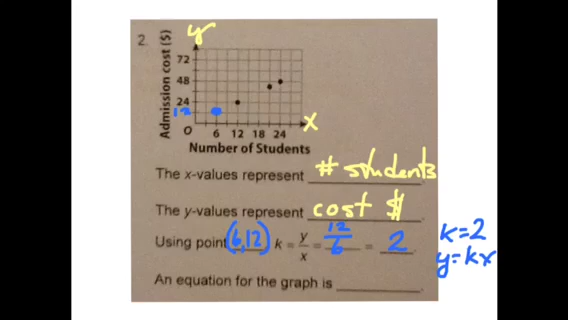 y
2.
Admission cost ($)
72
48
24
12
O
6 12 18 24
x
Number of Students
The x-values represent # students
The y-values represent cost $
Using point (6,12) k = y/x = 12/6 = 2.
k=2
y=kx
An equation for the graph is ________.